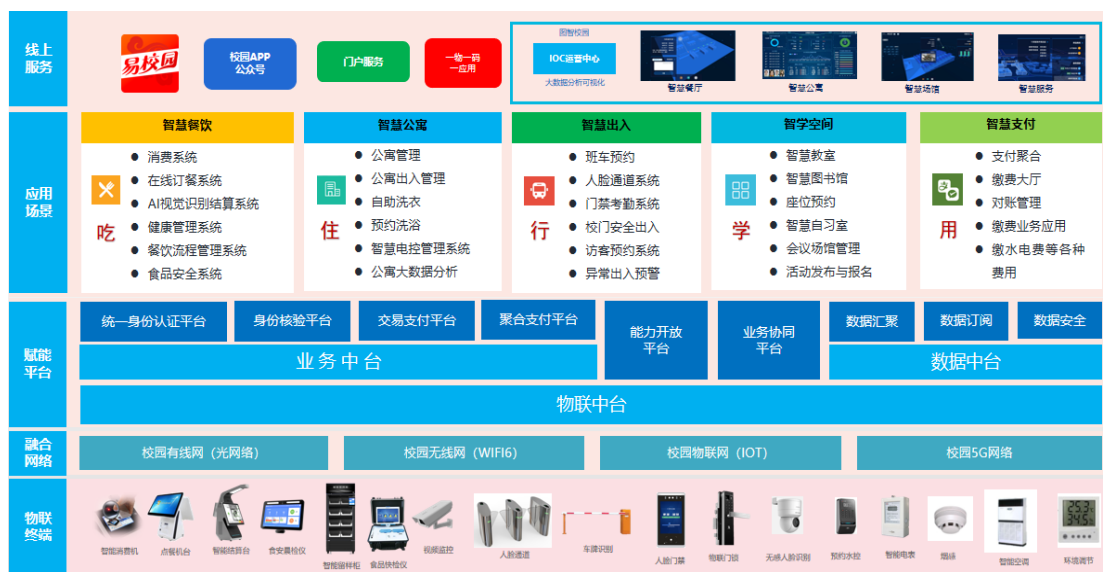 线上
服务
易校园
校园APP
公众号
门户服务
一物一码
一应用
IOC运营中心
大数据分析可视化
智慧餐厅
智慧公寓
智慧场馆
智慧服务
应用
场景
智慧餐饮
吃
消费系统
在线订餐系统
AI视觉识别结算系统
健康管理系统
餐饮流程管理系统
食品安全系统
智慧公寓
住
公寓管理
公寓出入管理
自助洗衣
预约洗浴
智慧电控管理系统
公寓大数据分析
智慧出入
行
班车预约
人脸通道系统
门禁考勤系统
校门安全出入
访客预约系统
异常出入预警
智学空间
学
智慧教室
智慧图书馆
座位预约
智慧自习室
会议场馆管理
活动发布与报名
智慧支付
用
支付聚合
缴费大厅
对账管理
缴费业务应用
缴水电费等各种
费用
赋能
平台
统一身份认证平台
身份核验平台
交易支付平台
聚合支付平台
能力开放
平台
业务协同
平台
数据汇聚
数据订阅
数据安全
业务中台
数据中台
物联中台
融合
网络
校园有线网（光网络）
校园无线网（WIFI6）
校园物联网（IOT）
校园5G网络
物联
终端
智能消费机
点餐机台
智能结算台
食安晨检仪
智能留样柜
食品快检仪
视频监控
人脸通道
车牌识别
人脸门禁
物联门锁
无感人脸识别
预约水控
智能电表
烟感
智能空调
环境调节